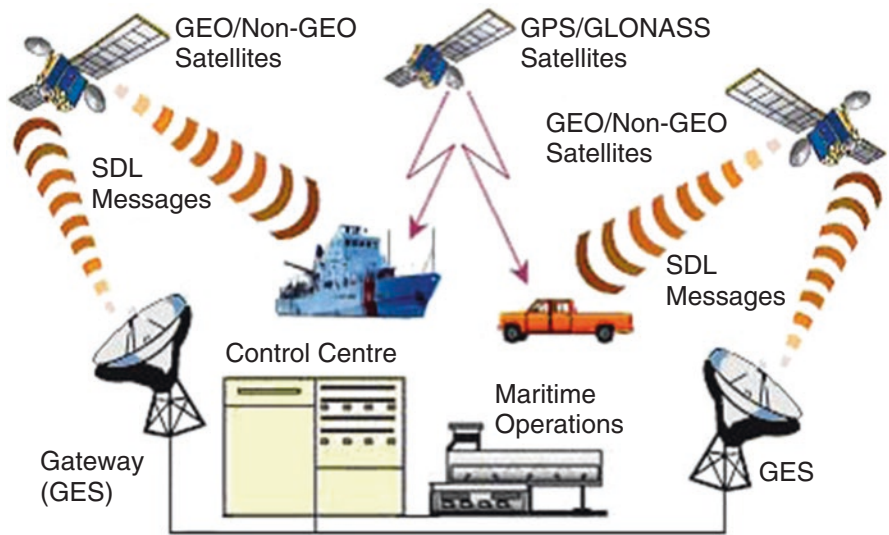 GEO/Non-GEO
Satellites
GPS/GLONASS
Satellites
GEO/Non-GEO
Satellites
SDL
Messages
SDL
Messages
Control Centre
Maritime
Operations
Gateway
(GES)
GES